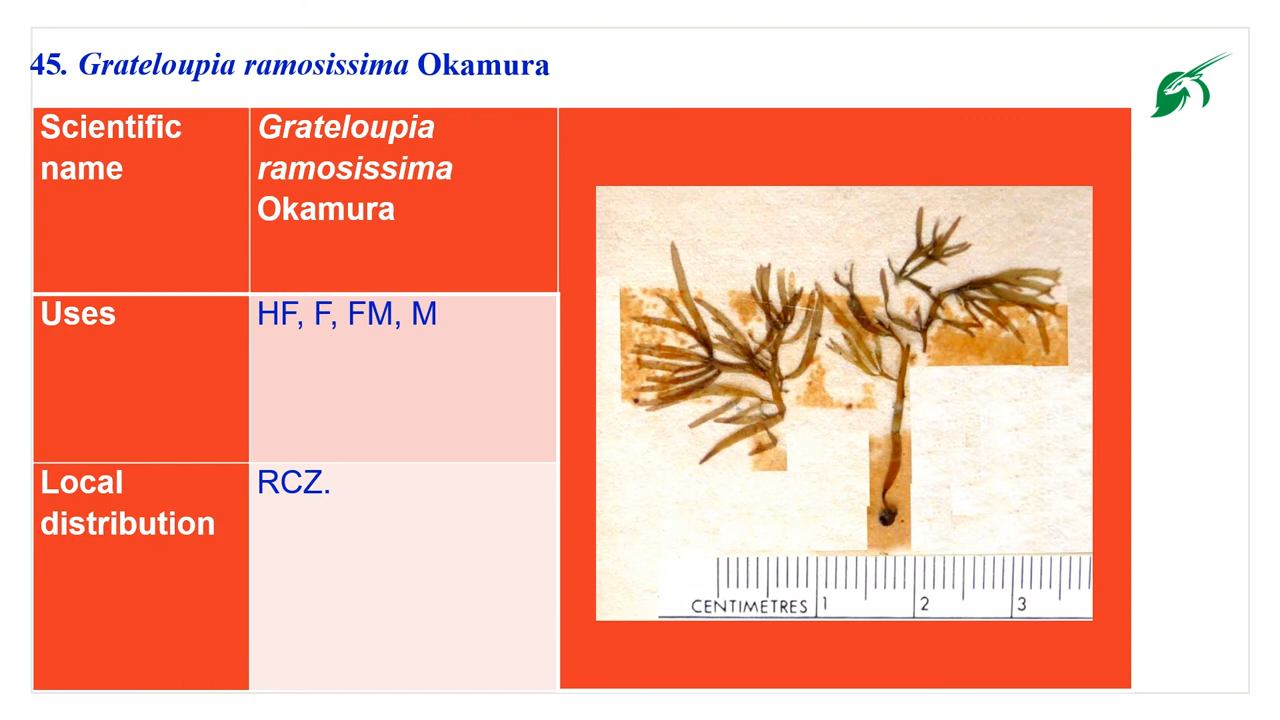 45. Grateloupia ramosissima Okamura
Scientific
name
Grateloupia
ramosissima
Okamura
Uses
HF, F, FM, M
Local
distribution
RCZ.
CENTIMETRES 1 2 3